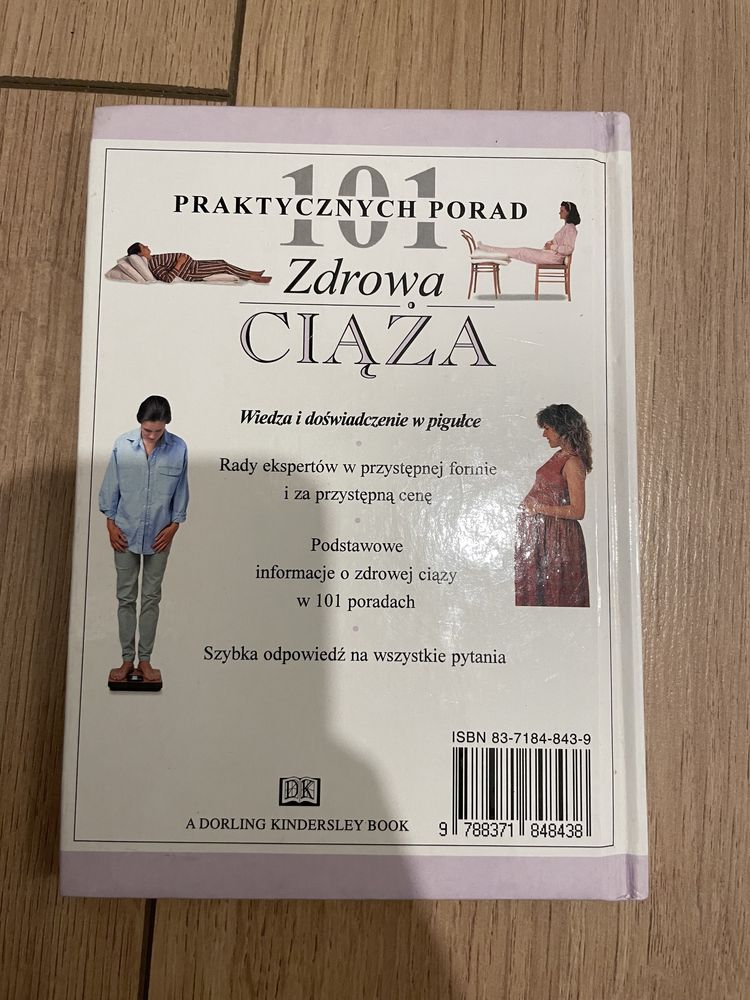 101
PRAKTYCZNYCH PORAD
Zdrowa
CIĄŻA
Wiedza i doświadczenie w pigułce
Rady ekspertów w przystępnej formie
i za przystępną cenę
Podstawowe
informacje o zdrowej ciąży
w 101 poradach
Szybka odpowiedź na wszystkie pytania
ISBN 83-7184-843-9
DK
A DORLING KINDERSLEY BOOK
9 788371 848438